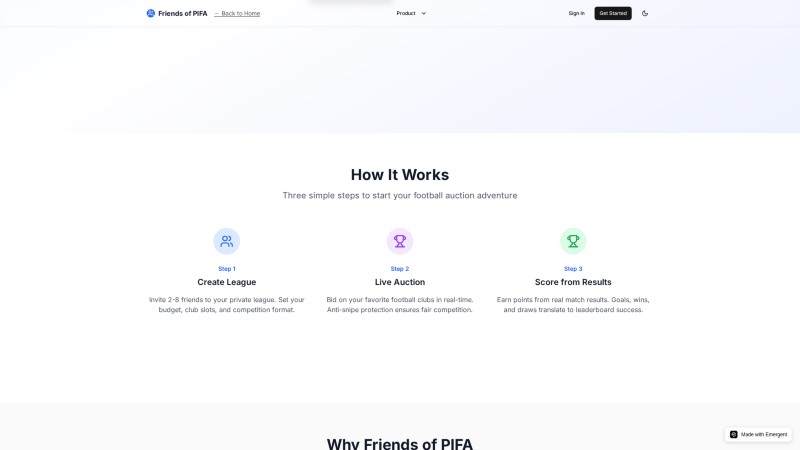 Friends of PIFA
← Back to Home
Product
Sign In
Get Started
How It Works
Three simple steps to start your football auction adventure
Step 1
Create League
Invite 2-8 friends to your private league. Set your
budget, club slots, and competition format.
Step 2
Live Auction
Bid on your favorite football clubs in real-time.
Anti-snipe protection ensures fair competition.
Step 3
Score from Results
Earn points from real match results. Goals, wins,
and draws translate to leaderboard success.
Why Friends of PIFA
Made with Emergent